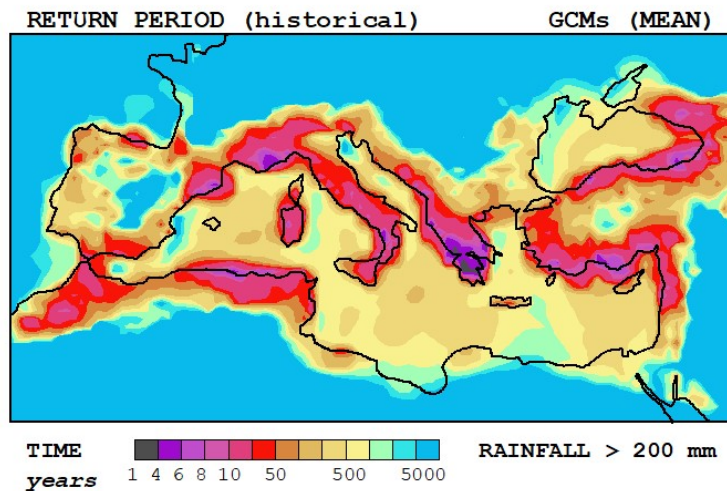 RETURN PERIOD (historical) GCMs (MEAN)
TIME RAINFALL > 200 mm
years 1 4 6 8 10 50 500 5000